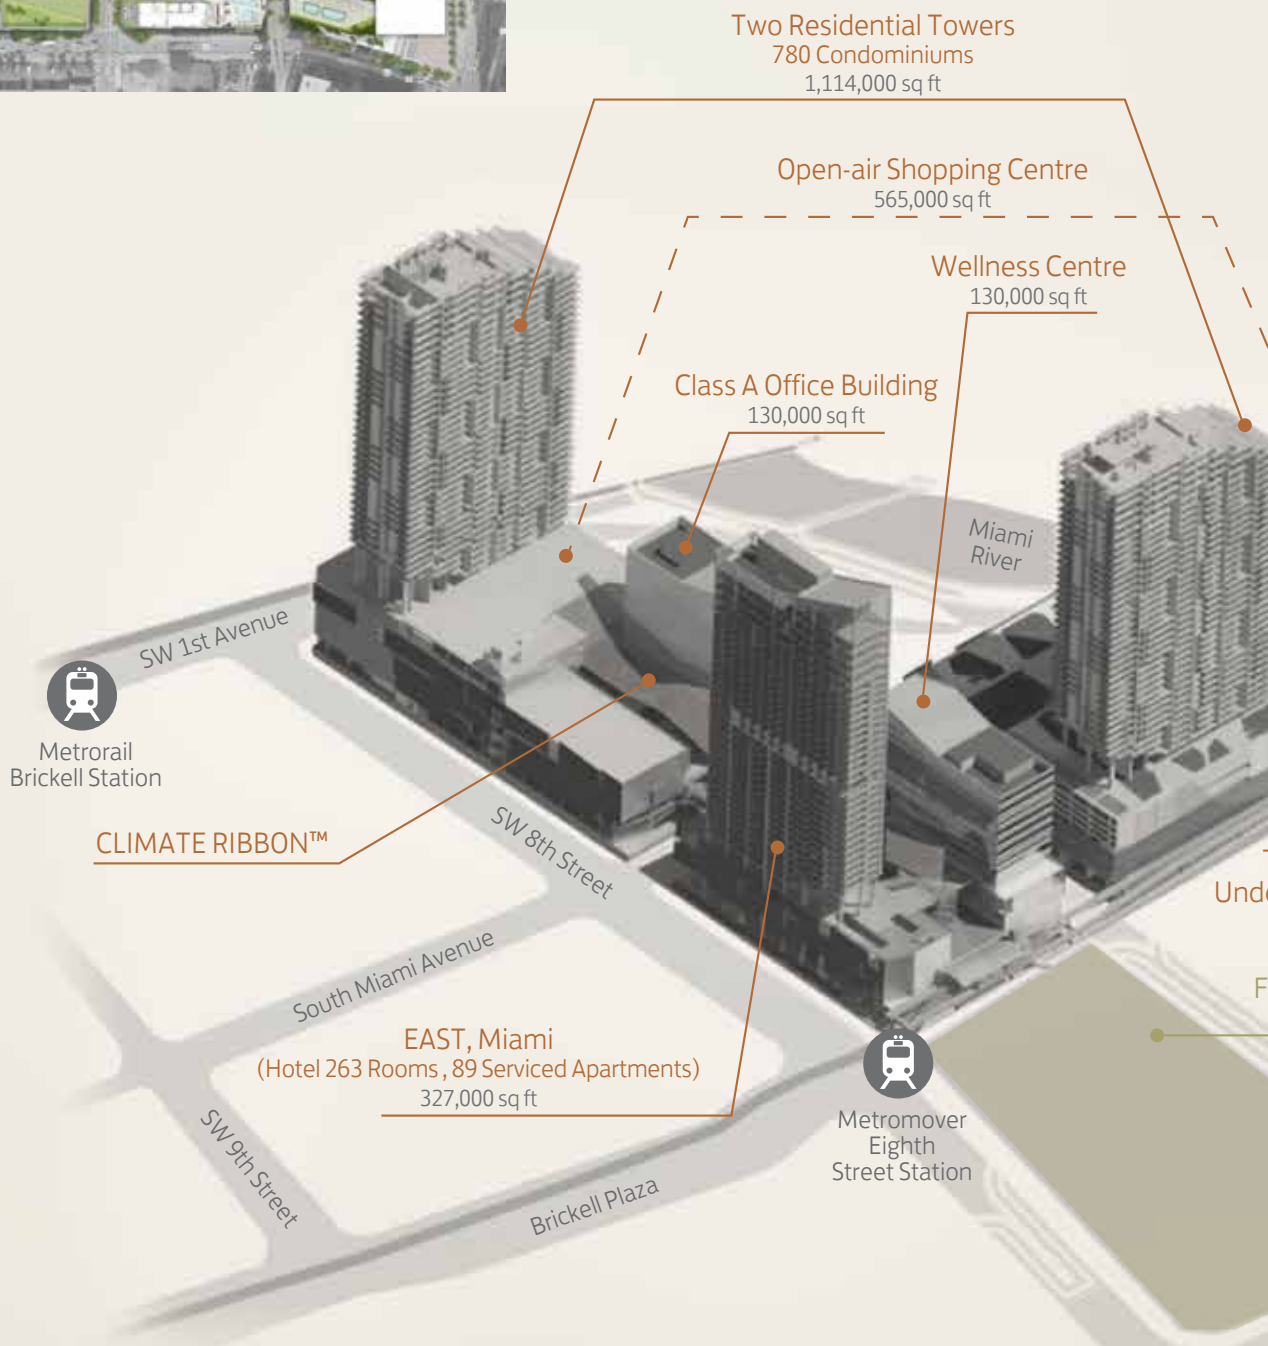 Two Residential Towers
780 Condominiums
1,114,000 sq ft
Open-air Shopping Centre
565,000 sq ft
Wellness Centre
130,000 sq ft
Class A Office Building
130,000 sq ft
Miami
River
SW 1st Avenue
Metrorail
Brickell Station
CLIMATE RIBBON™
SW 8th Street
South Miami Avenue
EAST, Miami
(Hotel 263 Rooms , 89 Serviced Apartments)
327,000 sq ft
Metromover
Eighth
Street Station
SW 9th Street
Brickell Plaza